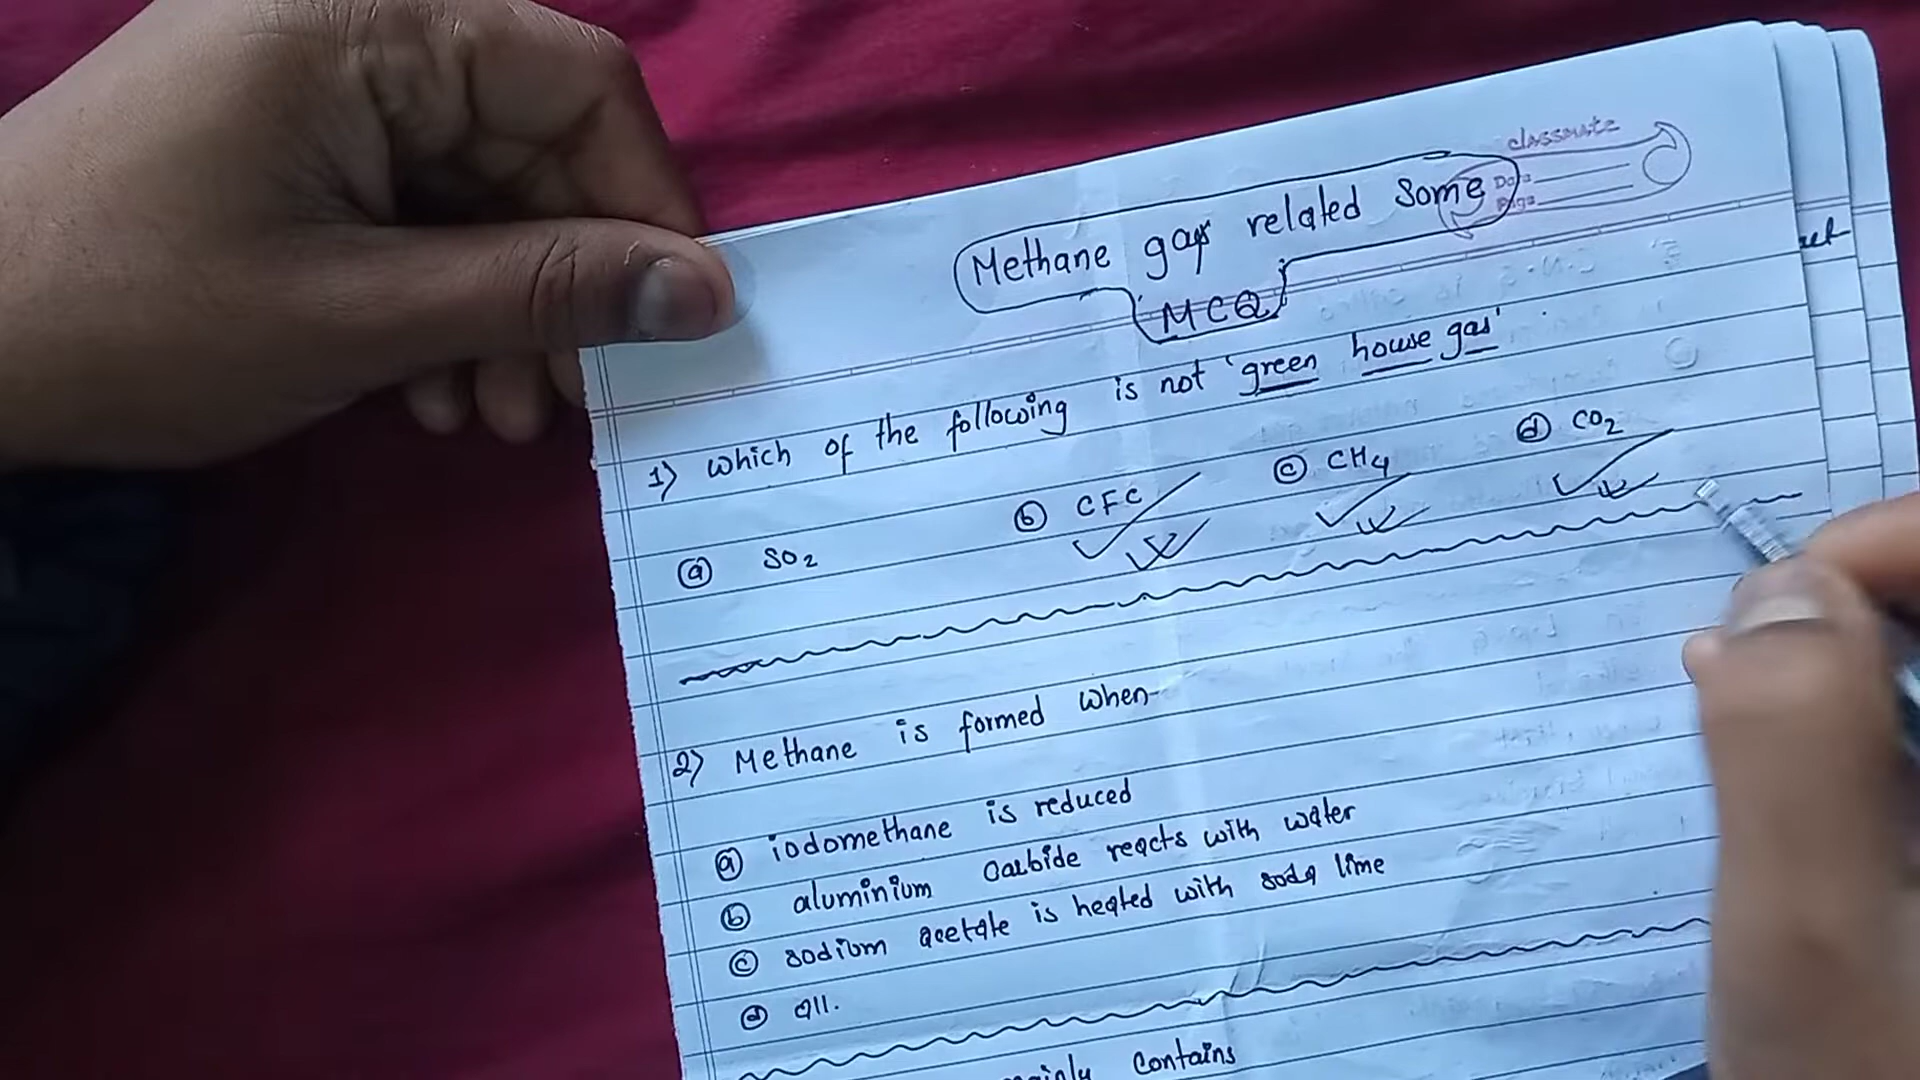 classmate
Date
Page
Methane gas related some
MCQ
1) which of the following is not 'green house gas'
ⓐ SO2 ⓑ CFC ⓒ CH4 ⓓ CO2
2) Methane is formed when-
ⓐ iodomethane is reduced
ⓑ aluminium carbide reacts with water
ⓒ sodium acetate is heated with soda lime
ⓓ all.
contains